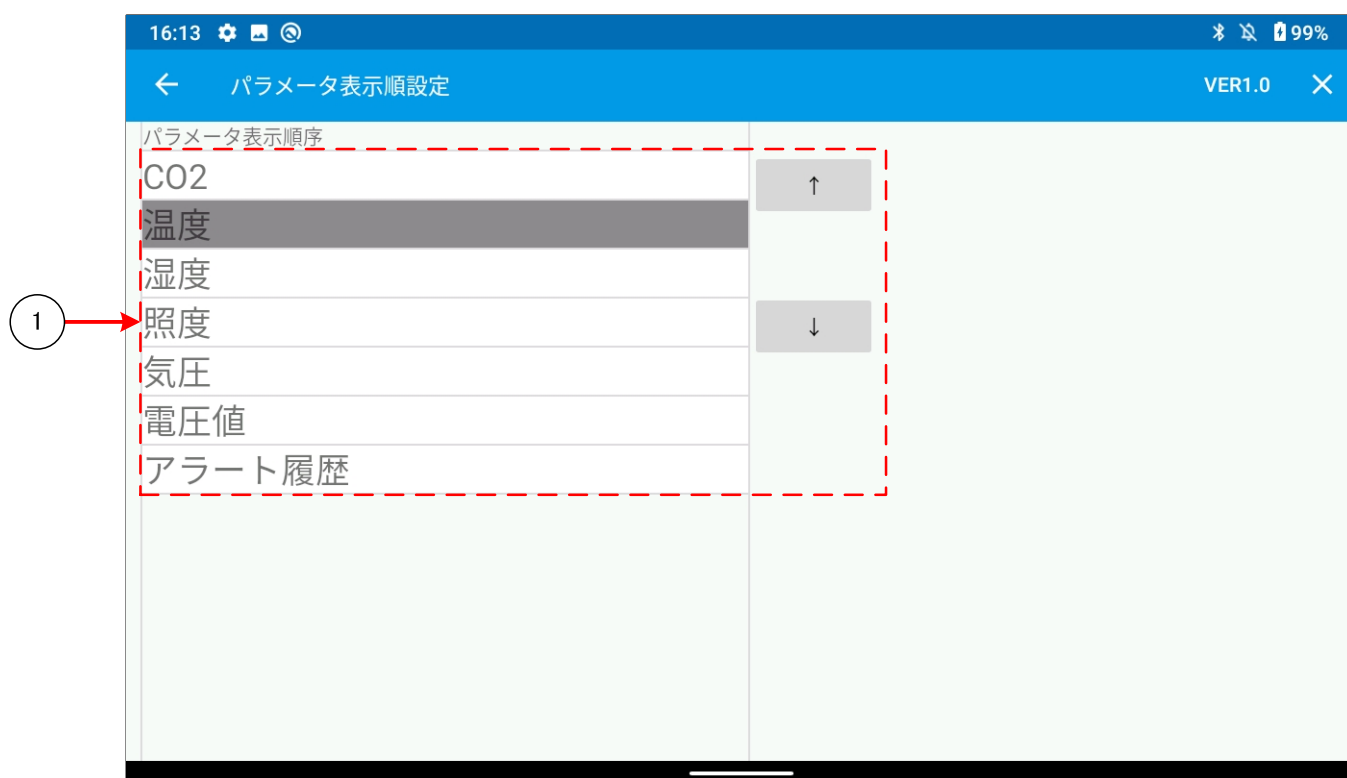 16:13 99%
パラメータ表示順設定 VER1.0
パラメータ表示順序
CO2
↑
温度
湿度
1
照度
↓
気圧
電圧値
アラート履歴